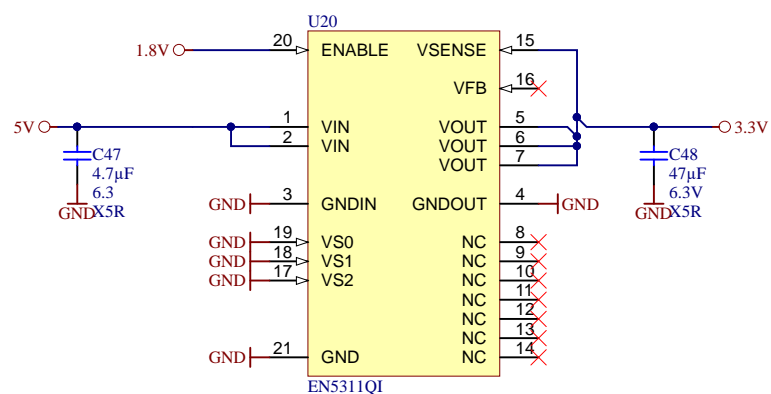 U20
1.8V 20 ENABLE VSENSE 15
VFB 16
5V 1 VIN VOUT 5 3.3V
2 VIN VOUT 6
VOUT 7
C47
4.7µF
6.3
X5R
GND
C48
47µF
6.3V
X5R
GND
GND 3 GNDIN GNDOUT 4 GND
GND 19 VS0 NC 8
GND 18 VS1 NC 9
GND 17 VS2 NC 10
NC 11
NC 12
NC 13
GND 21 GND NC 14
EN5311QI